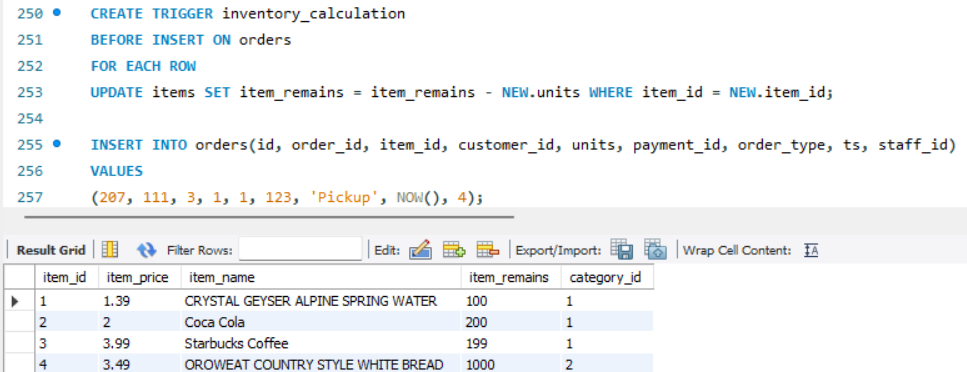 250 CREATE TRIGGER inventory_calculation
251 BEFORE INSERT ON orders
252 FOR EACH ROW
253 UPDATE items SET item_remains = item_remains - NEW.units WHERE item_id = NEW.item_id;
254
255 INSERT INTO orders(id, order_id, item_id, customer_id, units, payment_id, order_type, ts, staff_id)
256 VALUES
257 (207, 111, 3, 1, 1, 123, 'Pickup', NOW(), 4);
Result Grid Filter Rows: Edit: Export/Import: Wrap Cell Content: IA
item_id item_price item_name item_remains category_id
1 1.39 CRYSTAL GEYSER ALPINE SPRING WATER 100 1
2 2 Coca Cola 200 1
3 3.99 Starbucks Coffee 199 1
4 3.49 OROWEAT COUNTRY STYLE WHITE BREAD 1000 2